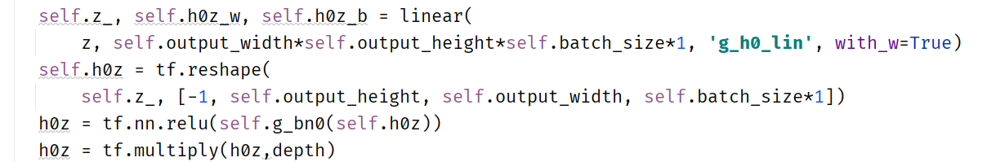 self.z_, self.h0z_w, self.h0z_b = linear(
z, self.output_width*self.output_height*self.batch_size*1, 'g_h0_lin', with_w=True)
self.h0z = tf.reshape(
self.z_, [-1, self.output_height, self.output_width, self.batch_size*1])
h0z = tf.nn.relu(self.g_bn0(self.h0z))
h0z = tf.multiply(h0z,depth)